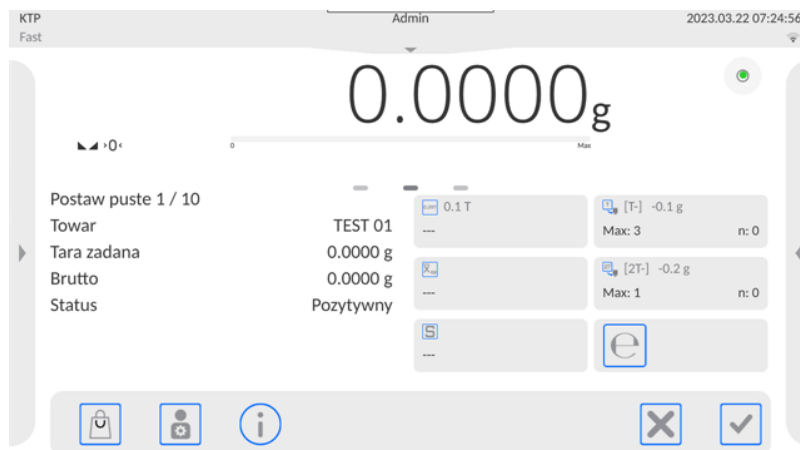 KTP Admin 2023.03.22 07:24:56
Fast
0.0000 g
>0< 0 Max
Postaw puste 1 / 10
Towar TEST 01
Tara zadana 0.0000 g
Brutto 0.0000 g
Status Pozytywny
0.1 T
---
[T-] -0.1 g
Max: 3 n: 0
---
[2T-] -0.2 g
Max: 1 n: 0
S
---
e